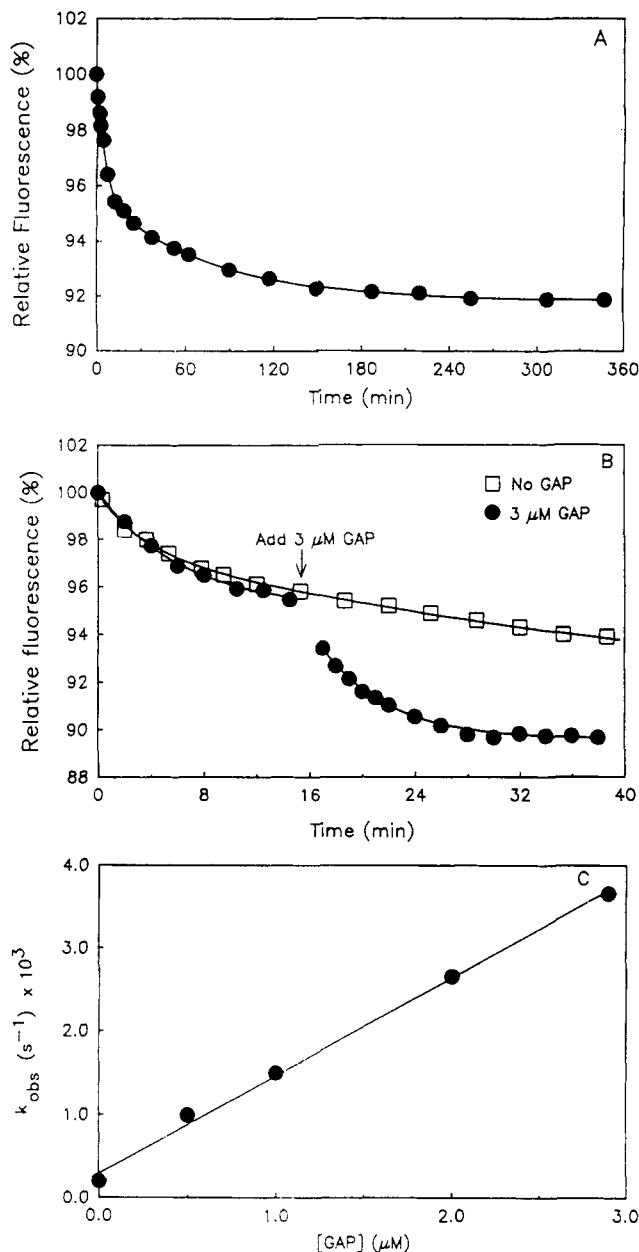 A
102
100
98
96
94
92
90
Relative Fluorescence (%)
0 60 120 180 240 300 360
Time (min)
B
102
100
98
96
94
92
90
88
Relative fluorescence (%)
No GAP
3 μM GAP
Add 3 μM GAP
0 8 16 24 32 40
Time (min)
C
4.0
3.0
2.0
1.0
0.0
k obs (s⁻¹) x 10³
0.0 1.0 2.0 3.0
[GAP] (μM)